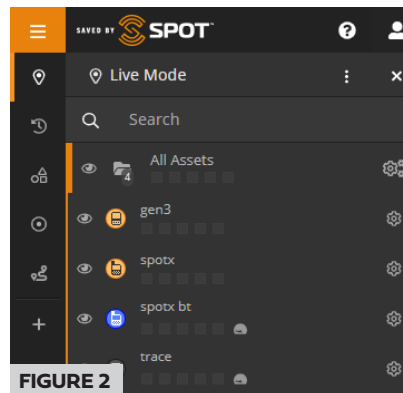 SAVED BY SPOT
Live Mode
Search
All Assets
4
gen3
spotx
spotx bt
trace
FIGURE 2